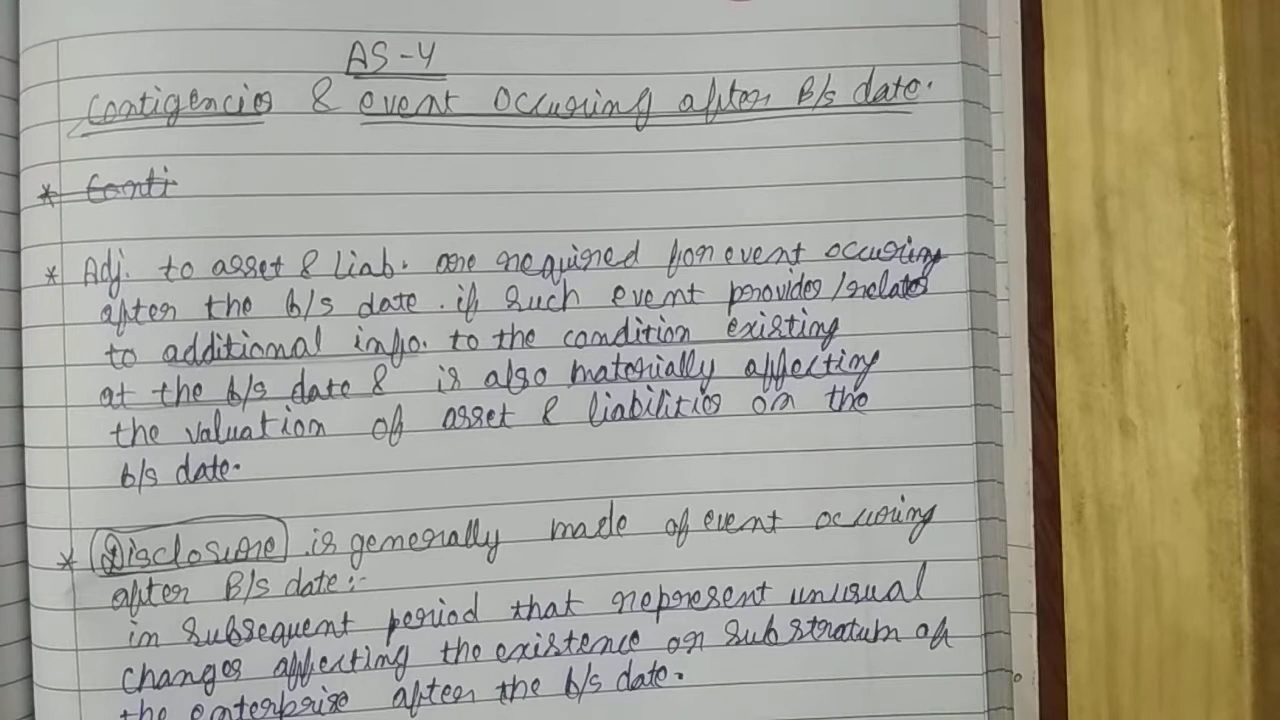 AS-4
Contigencies & event occuring after B/s date.
* Conti
* Adj. to asset & liab. are required for event occuring
after the b/s date. if such event provides/relates
to additional info. to the condition existing
at the b/s date & is also materially affecting
the valuation of asset & liabilities on the
b/s date.
* Disclosure is generally made of event occuring
after B/s date:-
in subsequent period that represent unusual
changes affecting the existence or substratum of
the enterprise after the b/s date.